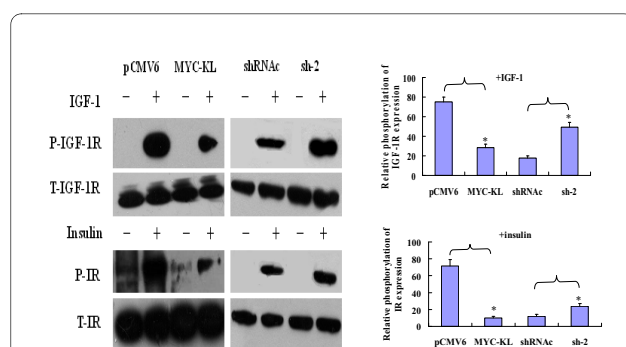 pCMV6 MYC-KL shRNAc sh-2
IGF-1 − + − + − + − +
P-IGF-1R
T-IGF-1R
Insulin − + − + − + − +
P-IR
T-IR
+IGF-1
Relative phosphorylation of
IGF-1R expression
100
80
60
40
20
0
*
*
pCMV6 MYC-KL shRNAc sh-2
+insulin
Relative phosphorylation of
IR expression
100
80
60
40
20
0
*
*
pCMV6 MYC-KL shRNAc sh-2